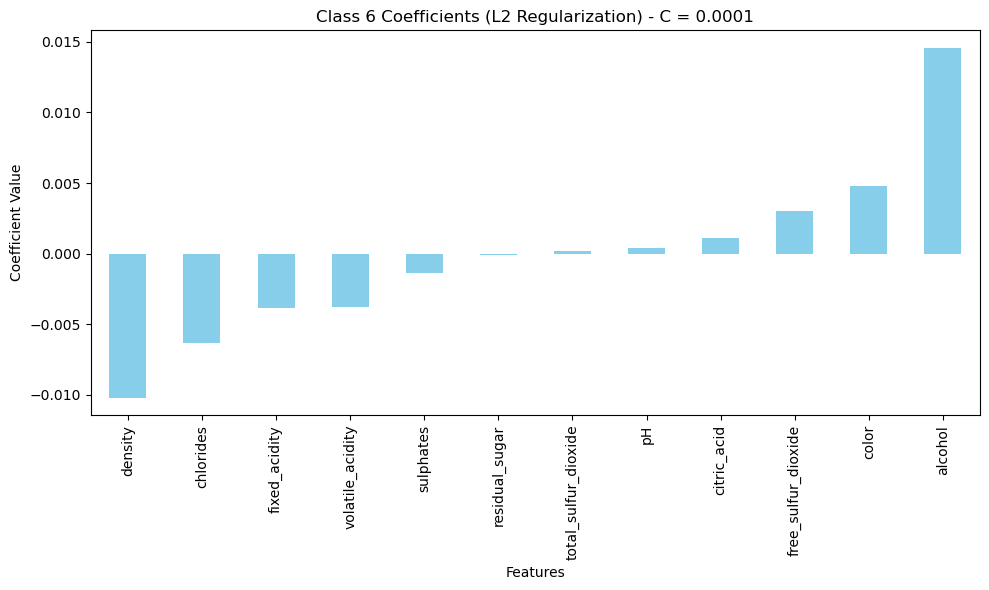 Class 6 Coefficients (L2 Regularization) - C = 0.0001
Coefficient Value
0.015
0.010
0.005
0.000
−0.005
−0.010
density
chlorides
fixed_acidity
volatile_acidity
sulphates
residual_sugar
total_sulfur_dioxide
pH
citric_acid
free_sulfur_dioxide
color
alcohol
Features